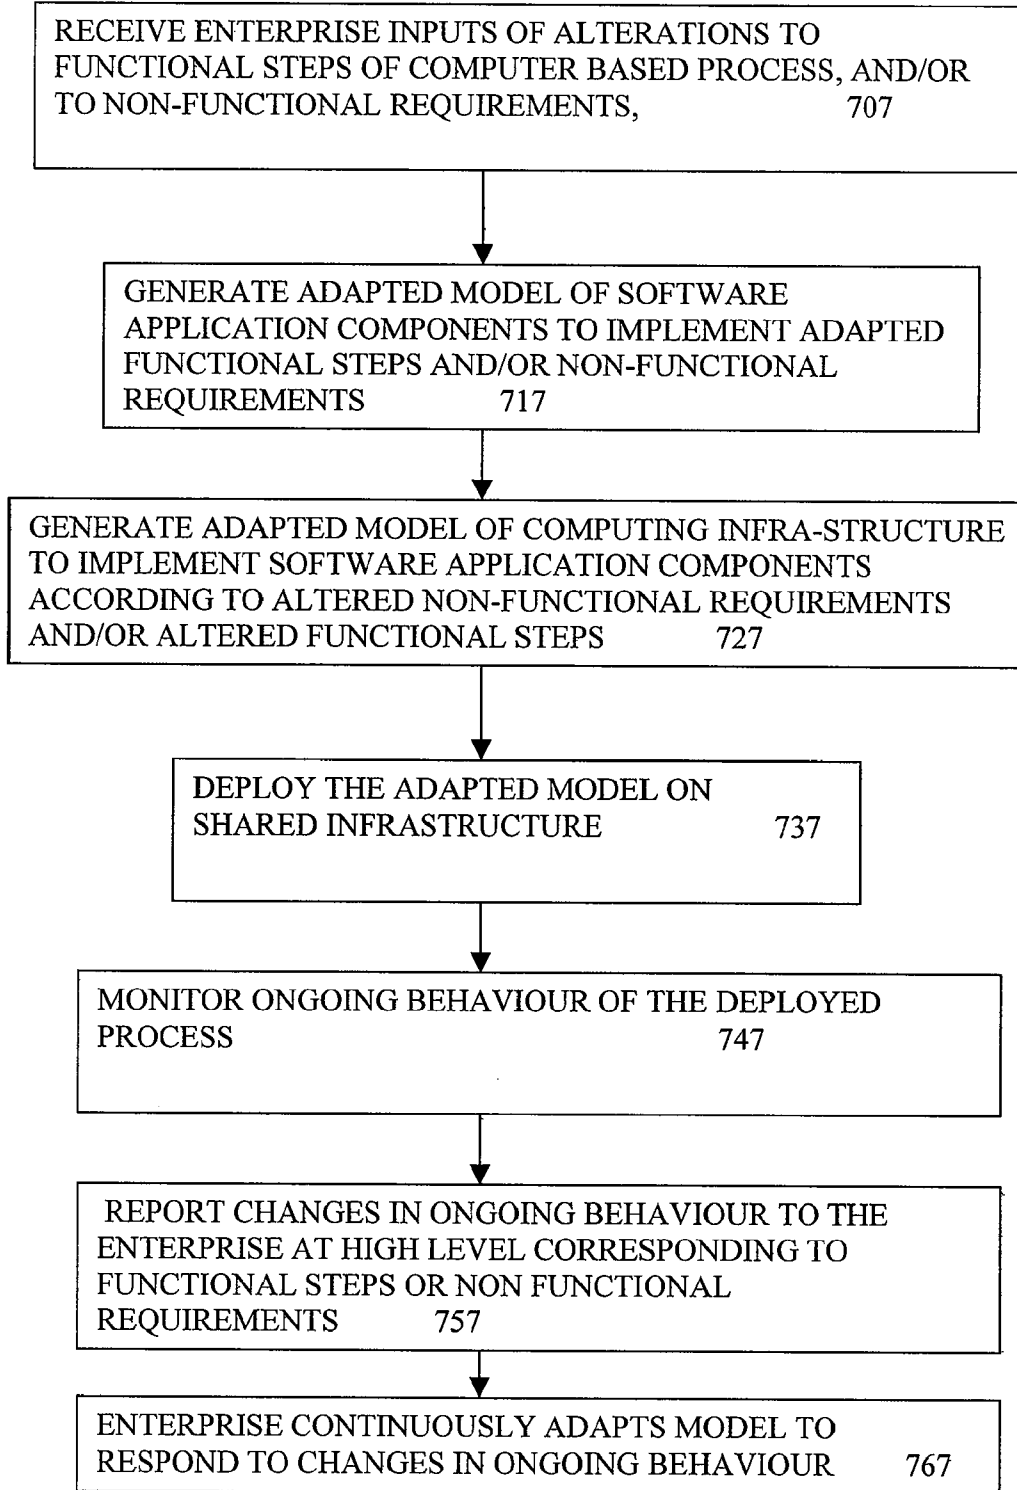 RECEIVE ENTERPRISE INPUTS OF ALTERATIONS TO
FUNCTIONAL STEPS OF COMPUTER BASED PROCESS, AND/OR
TO NON-FUNCTIONAL REQUIREMENTS, 707
GENERATE ADAPTED MODEL OF SOFTWARE
APPLICATION COMPONENTS TO IMPLEMENT ADAPTED
FUNCTIONAL STEPS AND/OR NON-FUNCTIONAL
REQUIREMENTS 717
GENERATE ADAPTED MODEL OF COMPUTING INFRA-STRUCTURE
TO IMPLEMENT SOFTWARE APPLICATION COMPONENTS
ACCORDING TO ALTERED NON-FUNCTIONAL REQUIREMENTS
AND/OR ALTERED FUNCTIONAL STEPS 727
DEPLOY THE ADAPTED MODEL ON
SHARED INFRASTRUCTURE 737
MONITOR ONGOING BEHAVIOUR OF THE DEPLOYED
PROCESS 747
REPORT CHANGES IN ONGOING BEHAVIOUR TO THE
ENTERPRISE AT HIGH LEVEL CORRESPONDING TO
FUNCTIONAL STEPS OR NON FUNCTIONAL
REQUIREMENTS 757
ENTERPRISE CONTINUOUSLY ADAPTS MODEL TO
RESPOND TO CHANGES IN ONGOING BEHAVIOUR 767